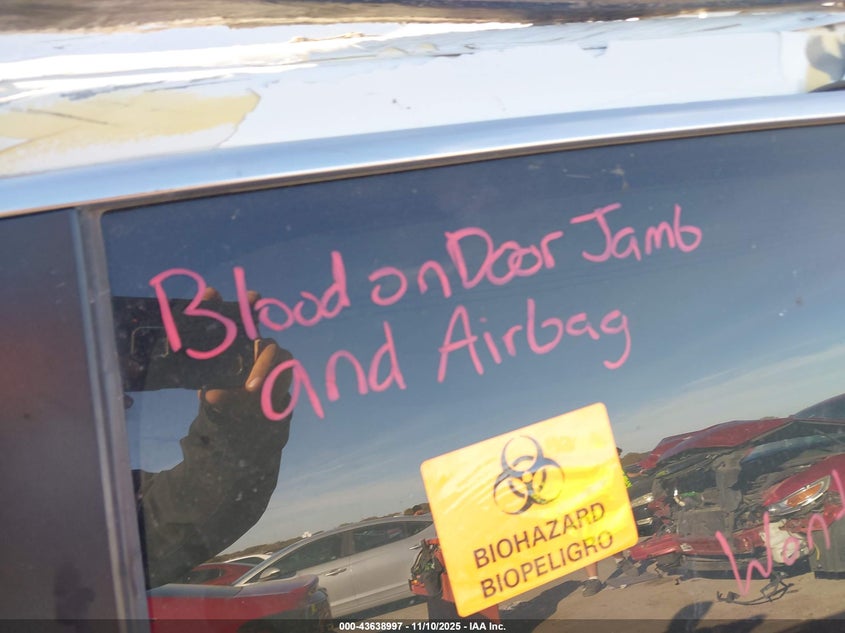 Blood on Door Jamb
and Airbag
BIOHAZARD
BIOPELIGRO
000-43638997 - 11/10/2025 - IAA Inc.